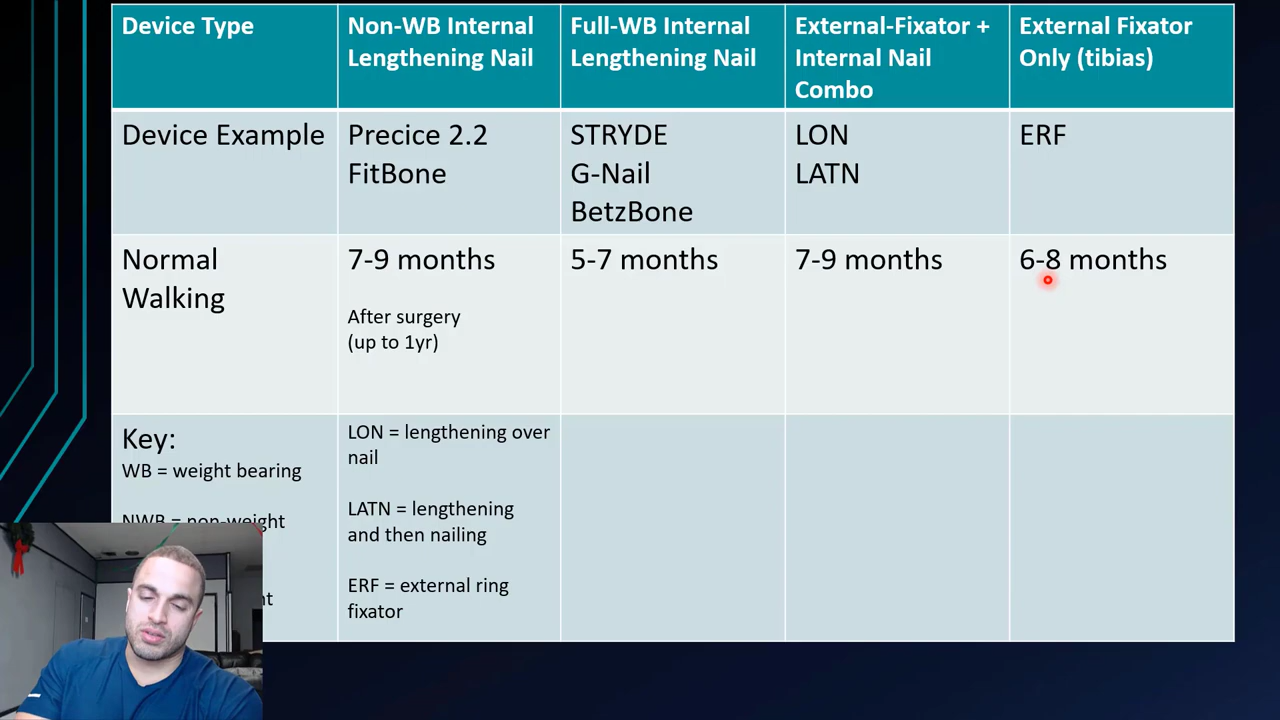 Device Type
Non-WB Internal
Lengthening Nail
Full-WB Internal
Lengthening Nail
External-Fixator +
Internal Nail
Combo
External Fixator
Only (tibias)
Device Example
Precice 2.2
FitBone
STRYDE
G-Nail
BetzBone
LON
LATN
ERF
Normal
Walking
7-9 months
After surgery
(up to 1yr)
5-7 months
7-9 months
6-8 months
Key:
WB = weight bearing
NWB = non-weight
LON = lengthening over
nail
LATN = lengthening
and then nailing
ERF = external ring
fixator